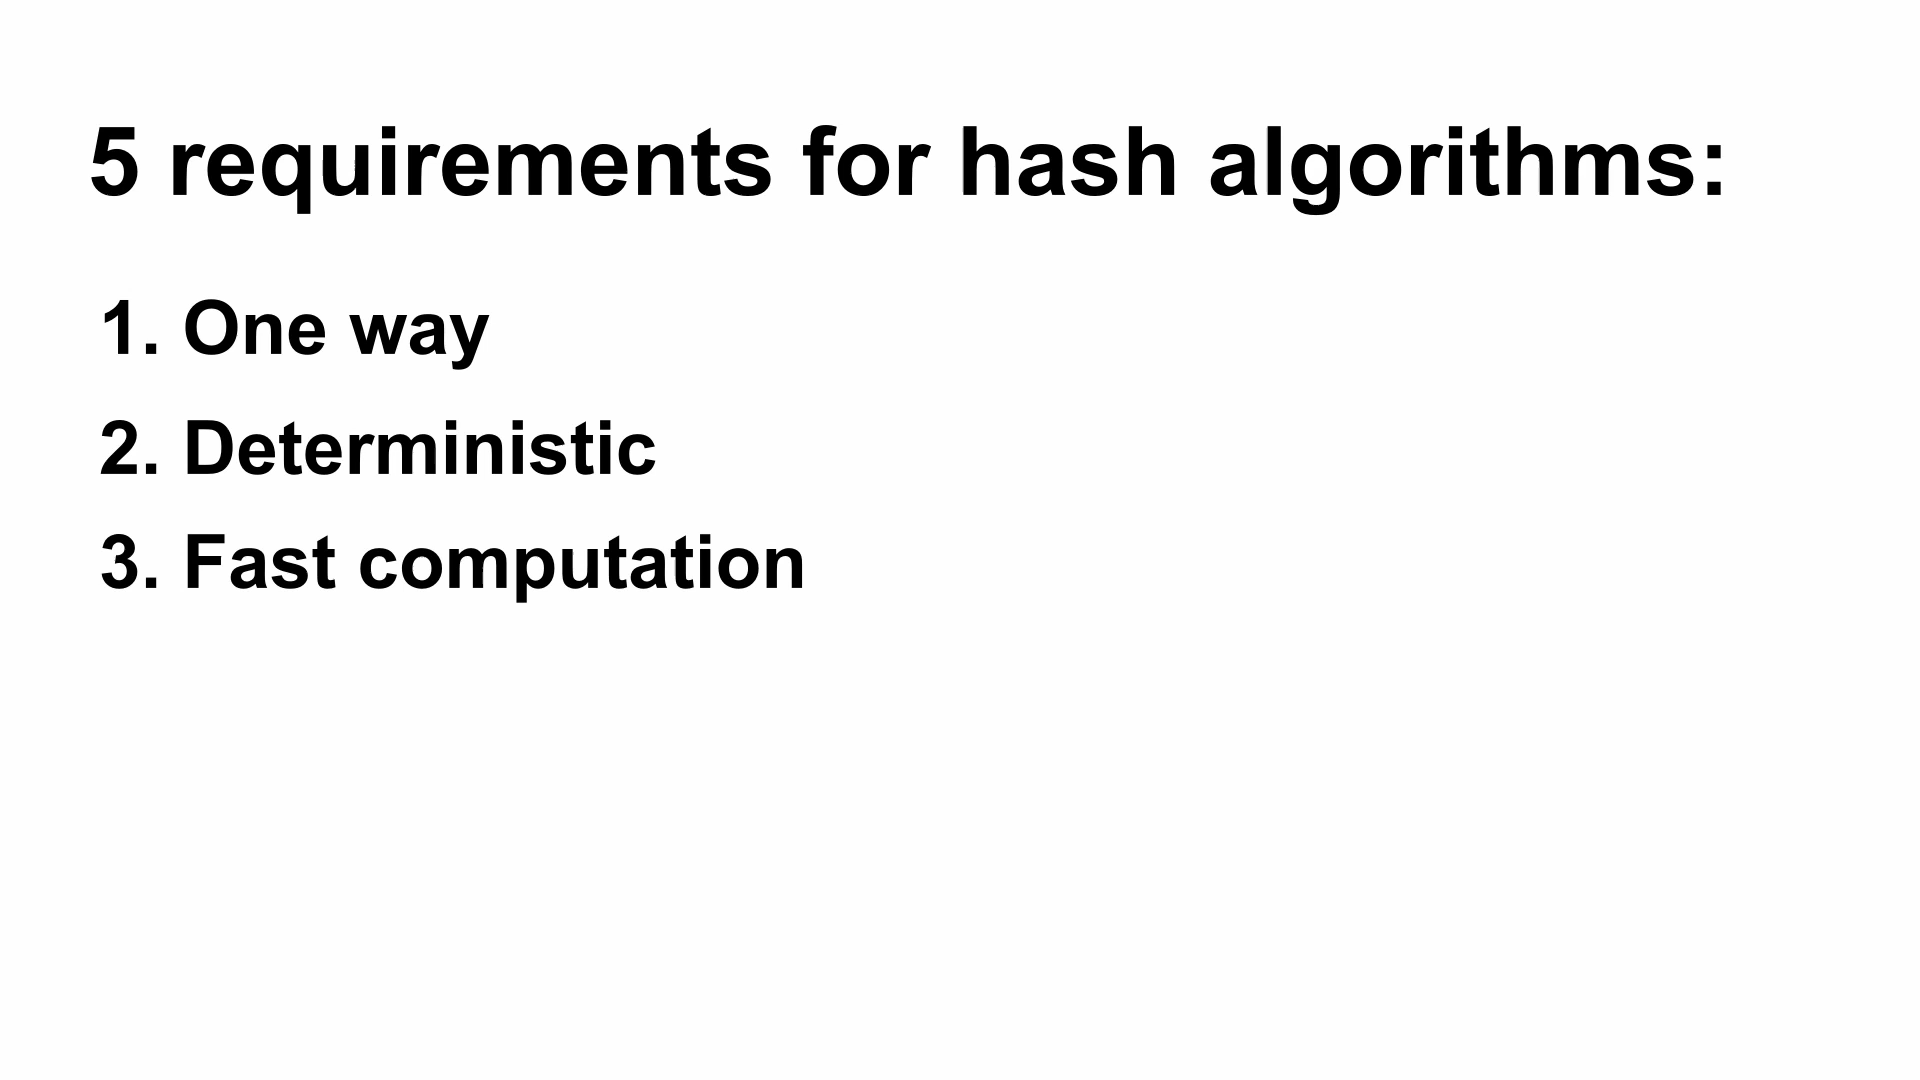 5 requirements for hash algorithms:
1. One way
2. Deterministic
3. Fast computation